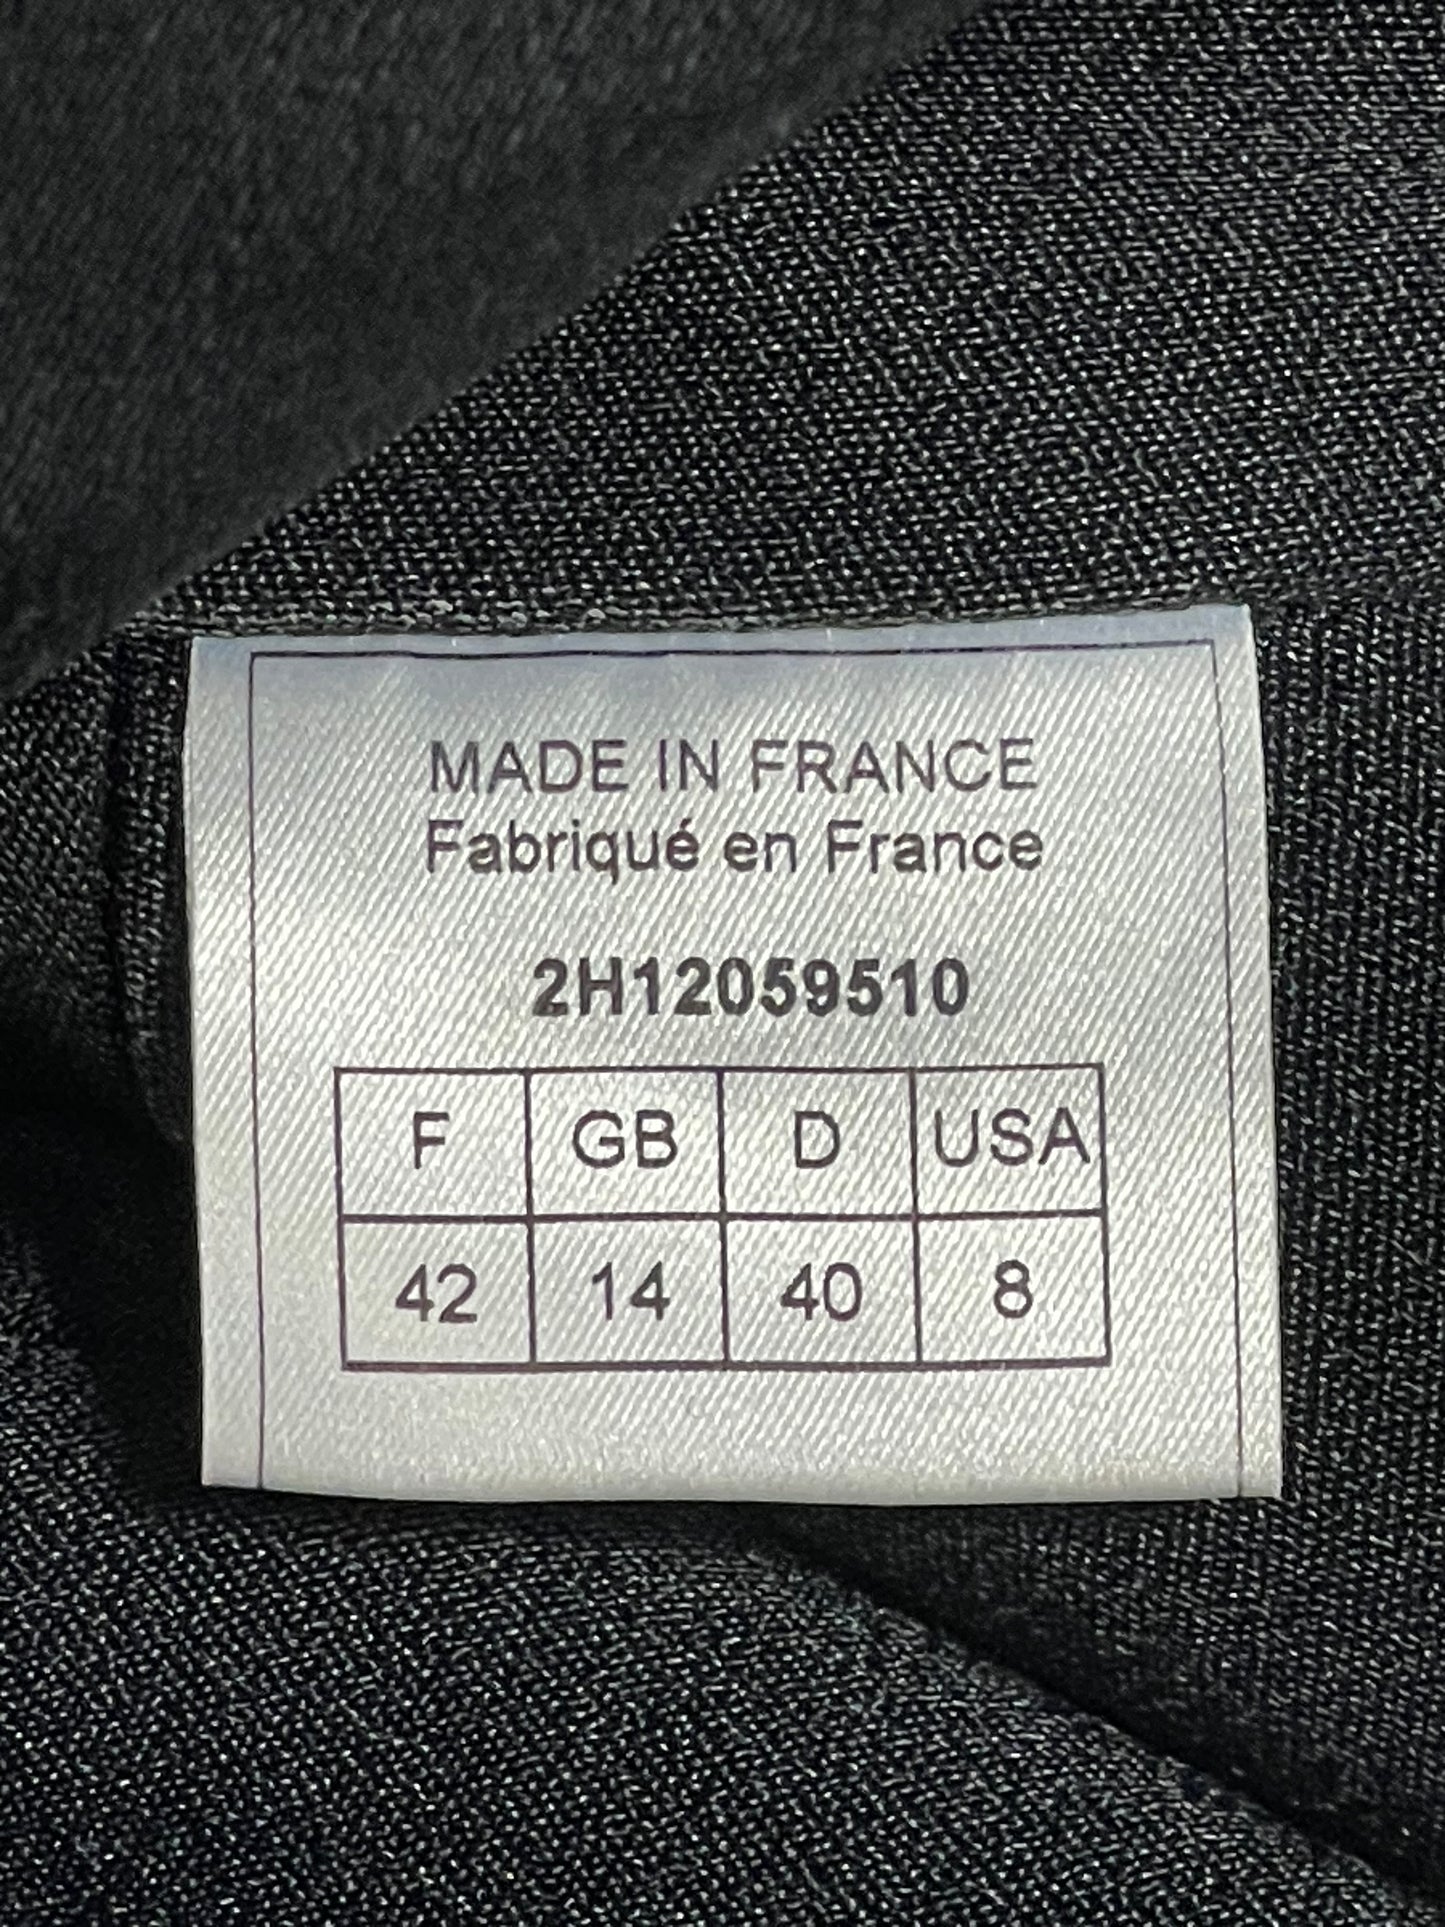 MADE IN FRANCE
Fabriqué en France
2H12059510
F GB D USA
42 14 40 8